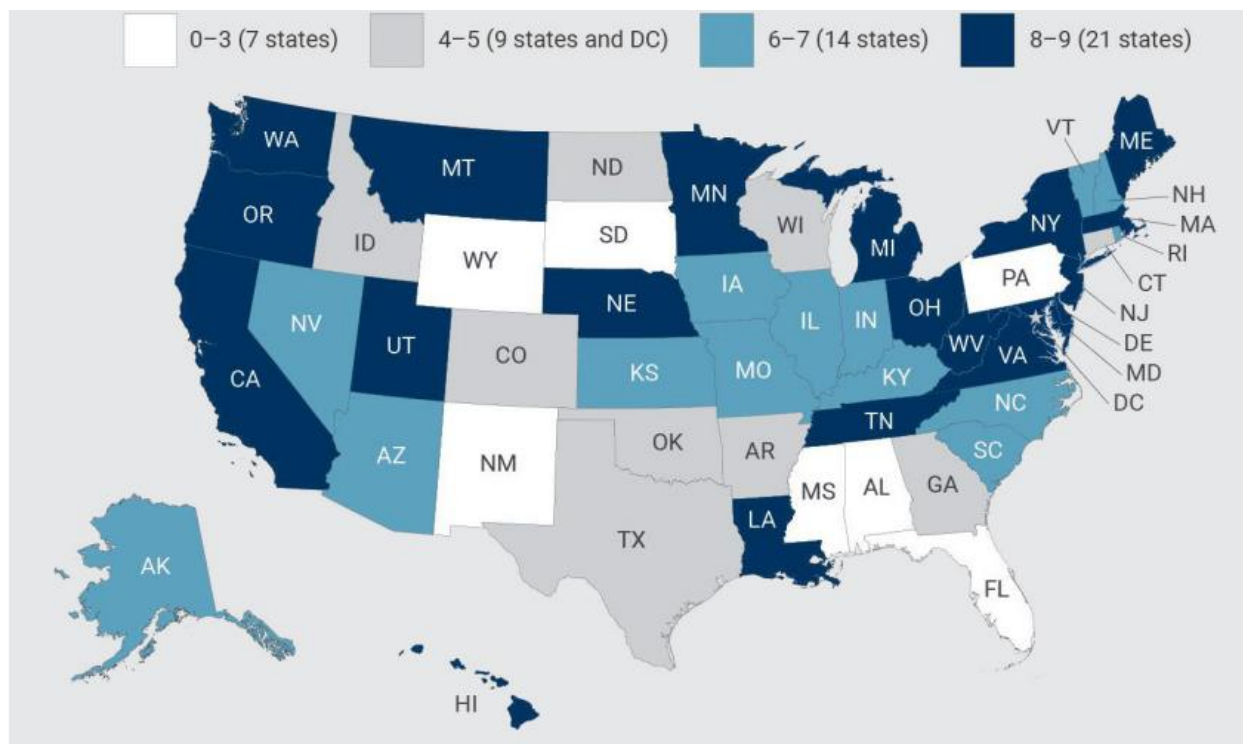 0–3 (7 states) 4–5 (9 states and DC) 6–7 (14 states) 8–9 (21 states)
WA
MT
ND
MN
VT
ME
OR
ID
SD
WI
MI
NY
NH
MA
WY
RI
PA
CT
NE
IA
NJ
NV
UT
CO
IL
IN
OH
WV
VA
DE
CA
KS
MO
KY
MD
DC
AZ
NM
OK
AR
TN
NC
SC
MS
AL
GA
LA
TX
FL
AK
HI